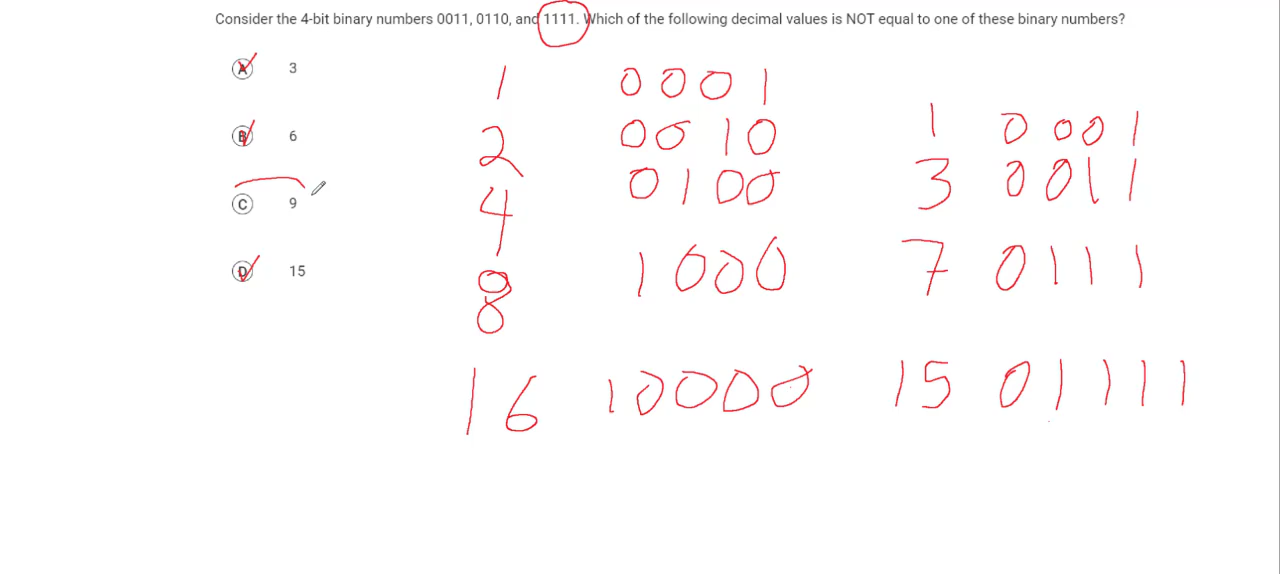 Consider the 4-bit binary numbers 0011, 0110, and 1111. Which of the following decimal values is NOT equal to one of these binary numbers?
A 3
B 6
C 9
D 15
1 0001
2 0010
4 0100
8 1000
16 10000
1 0001
3 0011
7 0111
15 01111